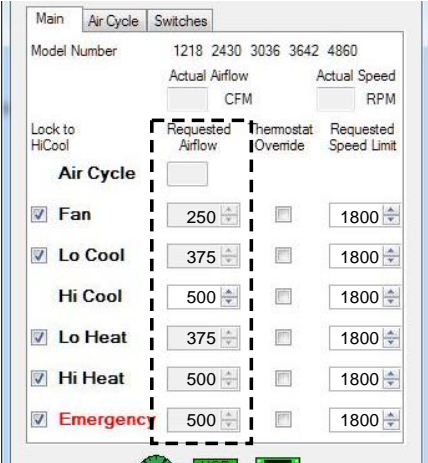 Main Air Cycle Switches
Model Number 1218 2430 3036 3642 4860
Actual Airflow Actual Speed
CFM RPM
Lock to Requested Thermostat Requested
HiCool Airflow Override Speed Limit
Air Cycle
Fan 250 1800
Lo Cool 375 1800
Hi Cool 500 1800
Lo Heat 375 1800
Hi Heat 500 1800
Emergency 500 1800